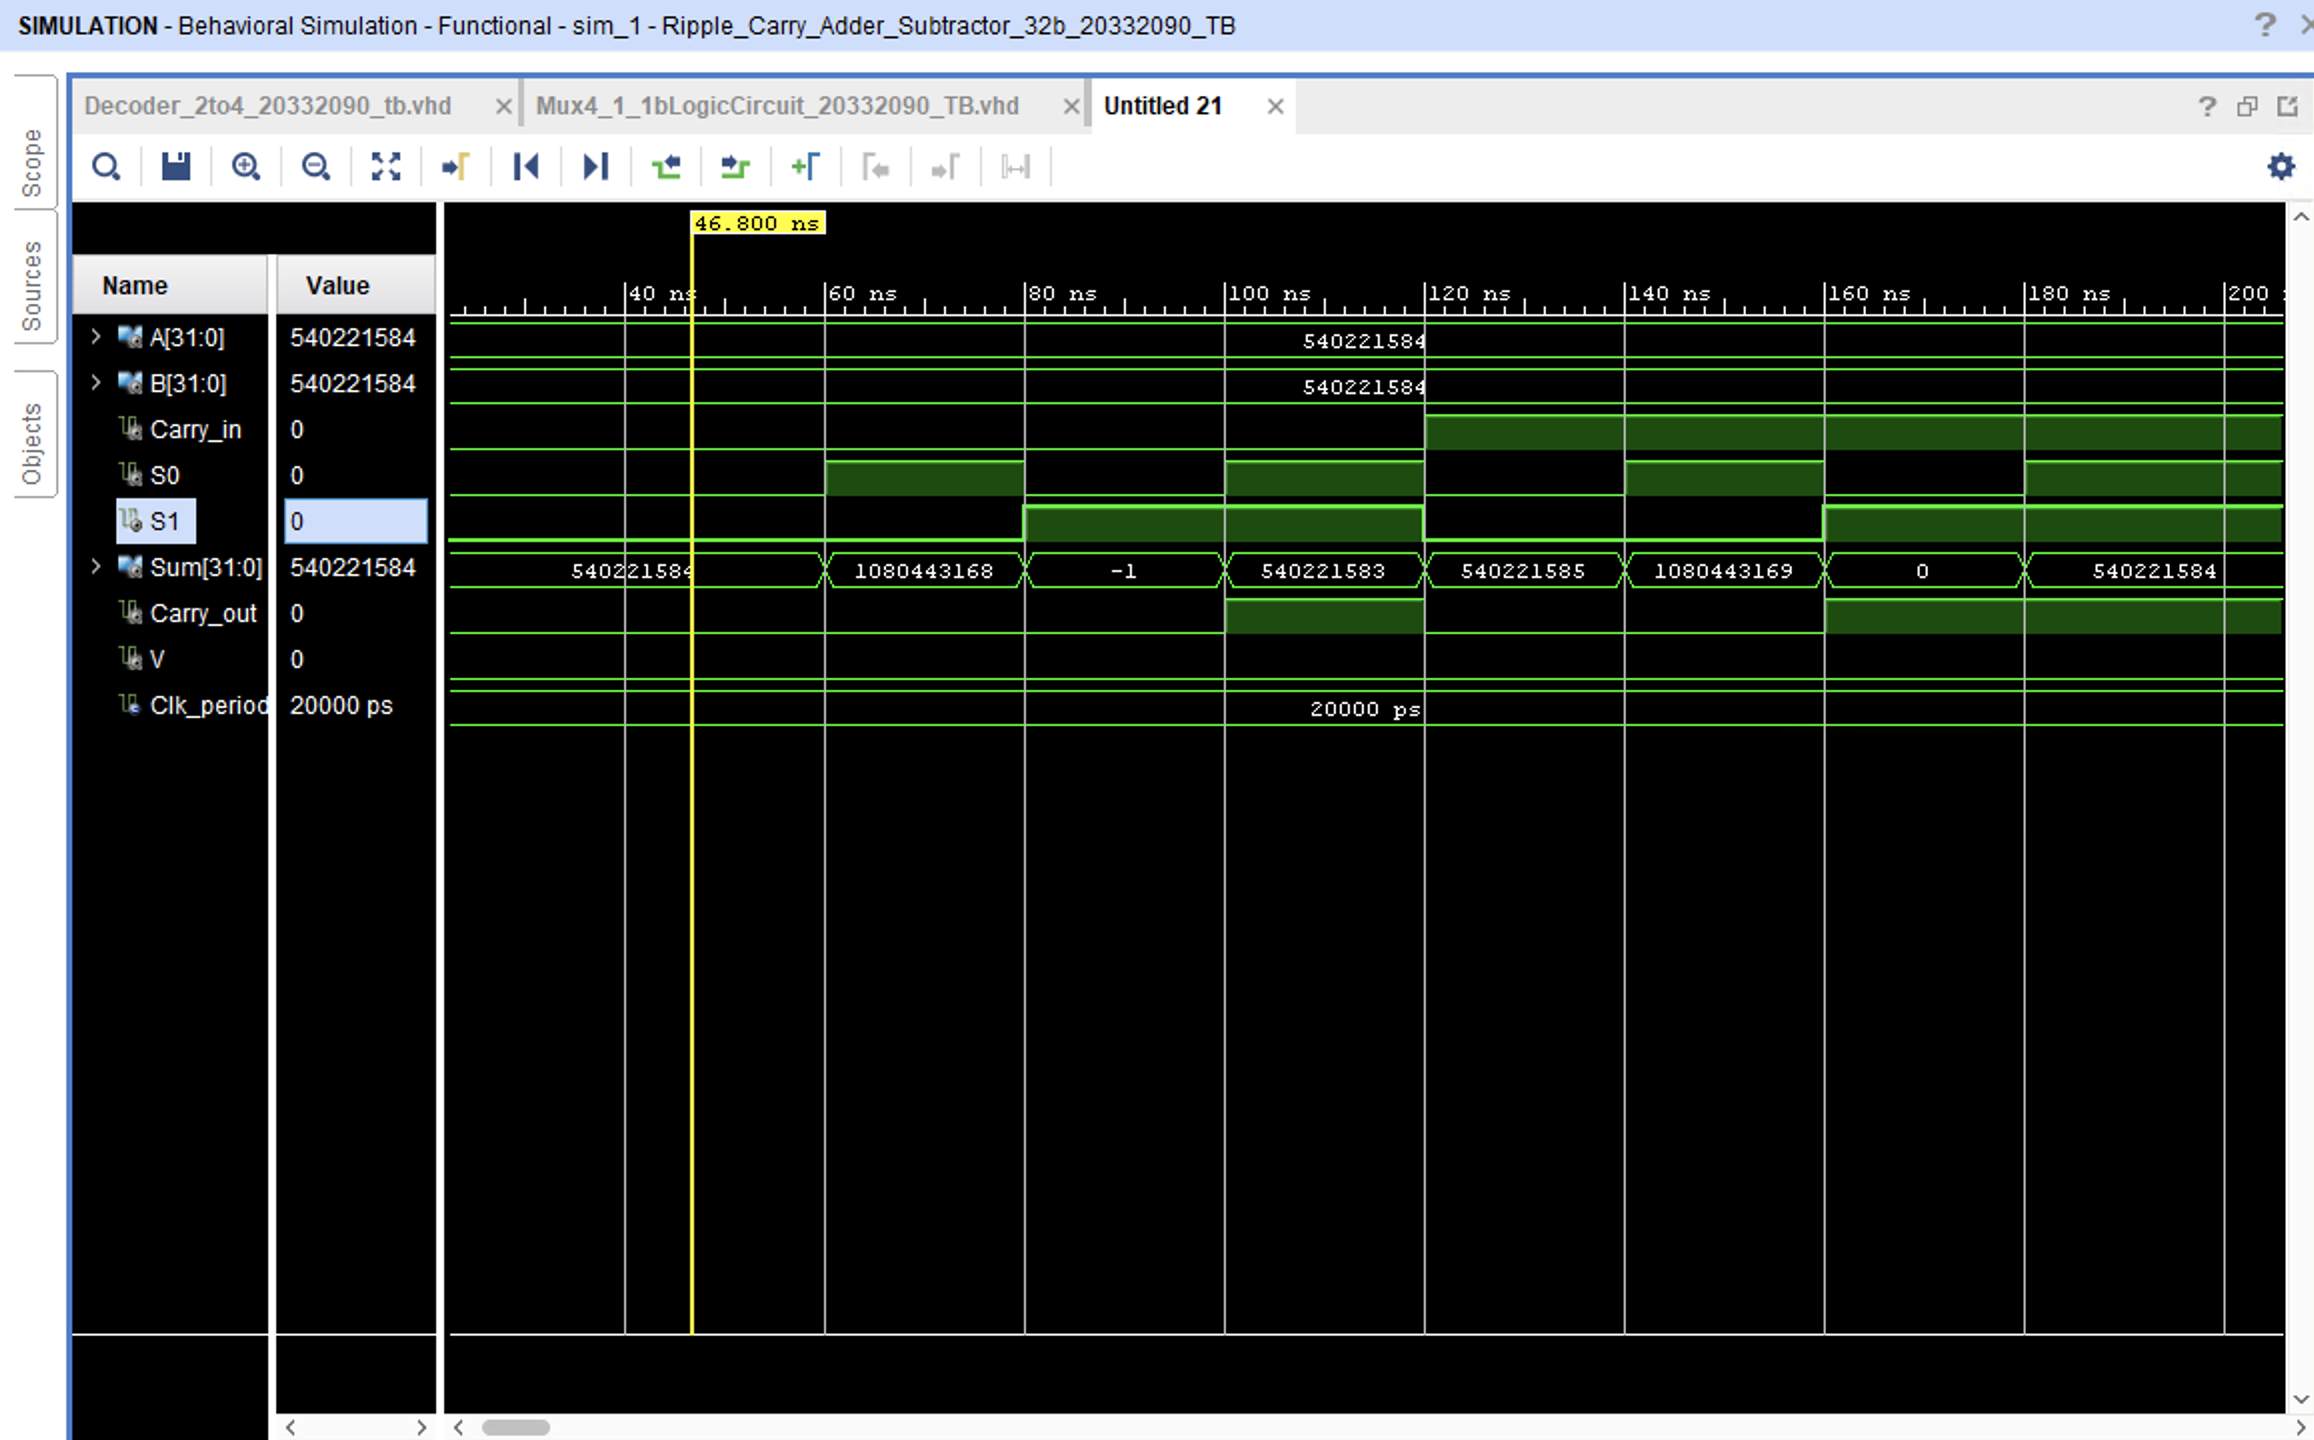 SIMULATION - Behavioral Simulation - Functional - sim_1 - Ripple_Carry_Adder_Subtractor_32b_20332090_TB
Decoder_2to4_20332090_tb.vhd
Mux4_1_1bLogicCircuit_20332090_TB.vhd
Untitled 21
Scope
Sources
Objects
46.800 ns
Name Value
40 ns 60 ns 80 ns 100 ns 120 ns 140 ns 160 ns 180 ns 200
A[31:0] 540221584 540221584
B[31:0] 540221584 540221584
Carry_in 0
S0 0
S1 0
Sum[31:0] 540221584 540221584 1080443168 -1 540221583 540221585 1080443169 0 540221584
Carry_out 0
V 0
Clk_period 20000 ps 20000 ps